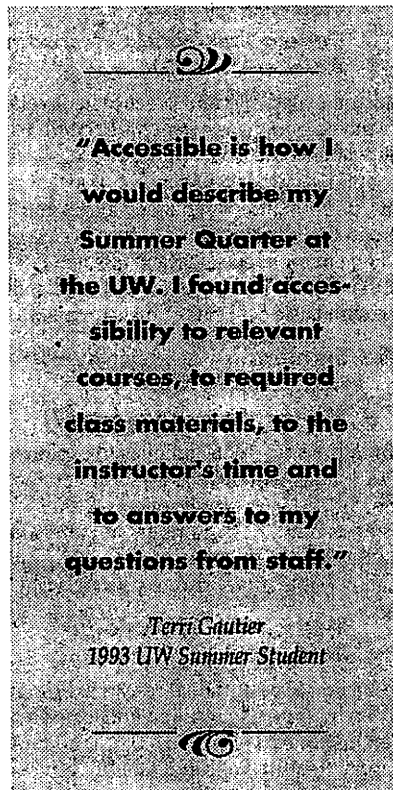 "Accessible is how I
would describe my
Summer Quarter at
the UW. I found acces-
sibility to relevant
courses, to required
class materials, to the
instructor's time and
to answers to my
questions from staff."
Terri Gautier
1993 UW Summer Student